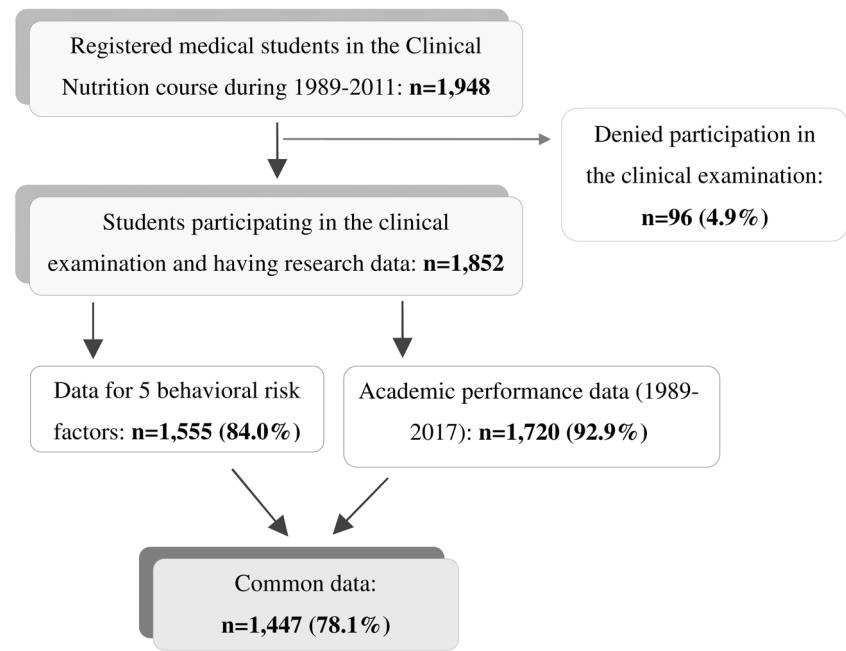 Registered medical students in the Clinical
Nutrition course during 1989-2011: n=1,948
Denied participation in
the clinical examination:
n=96 (4.9%)
Students participating in the clinical
examination and having research data: n=1,852
Data for 5 behavioral risk
factors: n=1,555 (84.0%)
Academic performance data (1989-
2017): n=1,720 (92.9%)
Common data:
n=1,447 (78.1%)